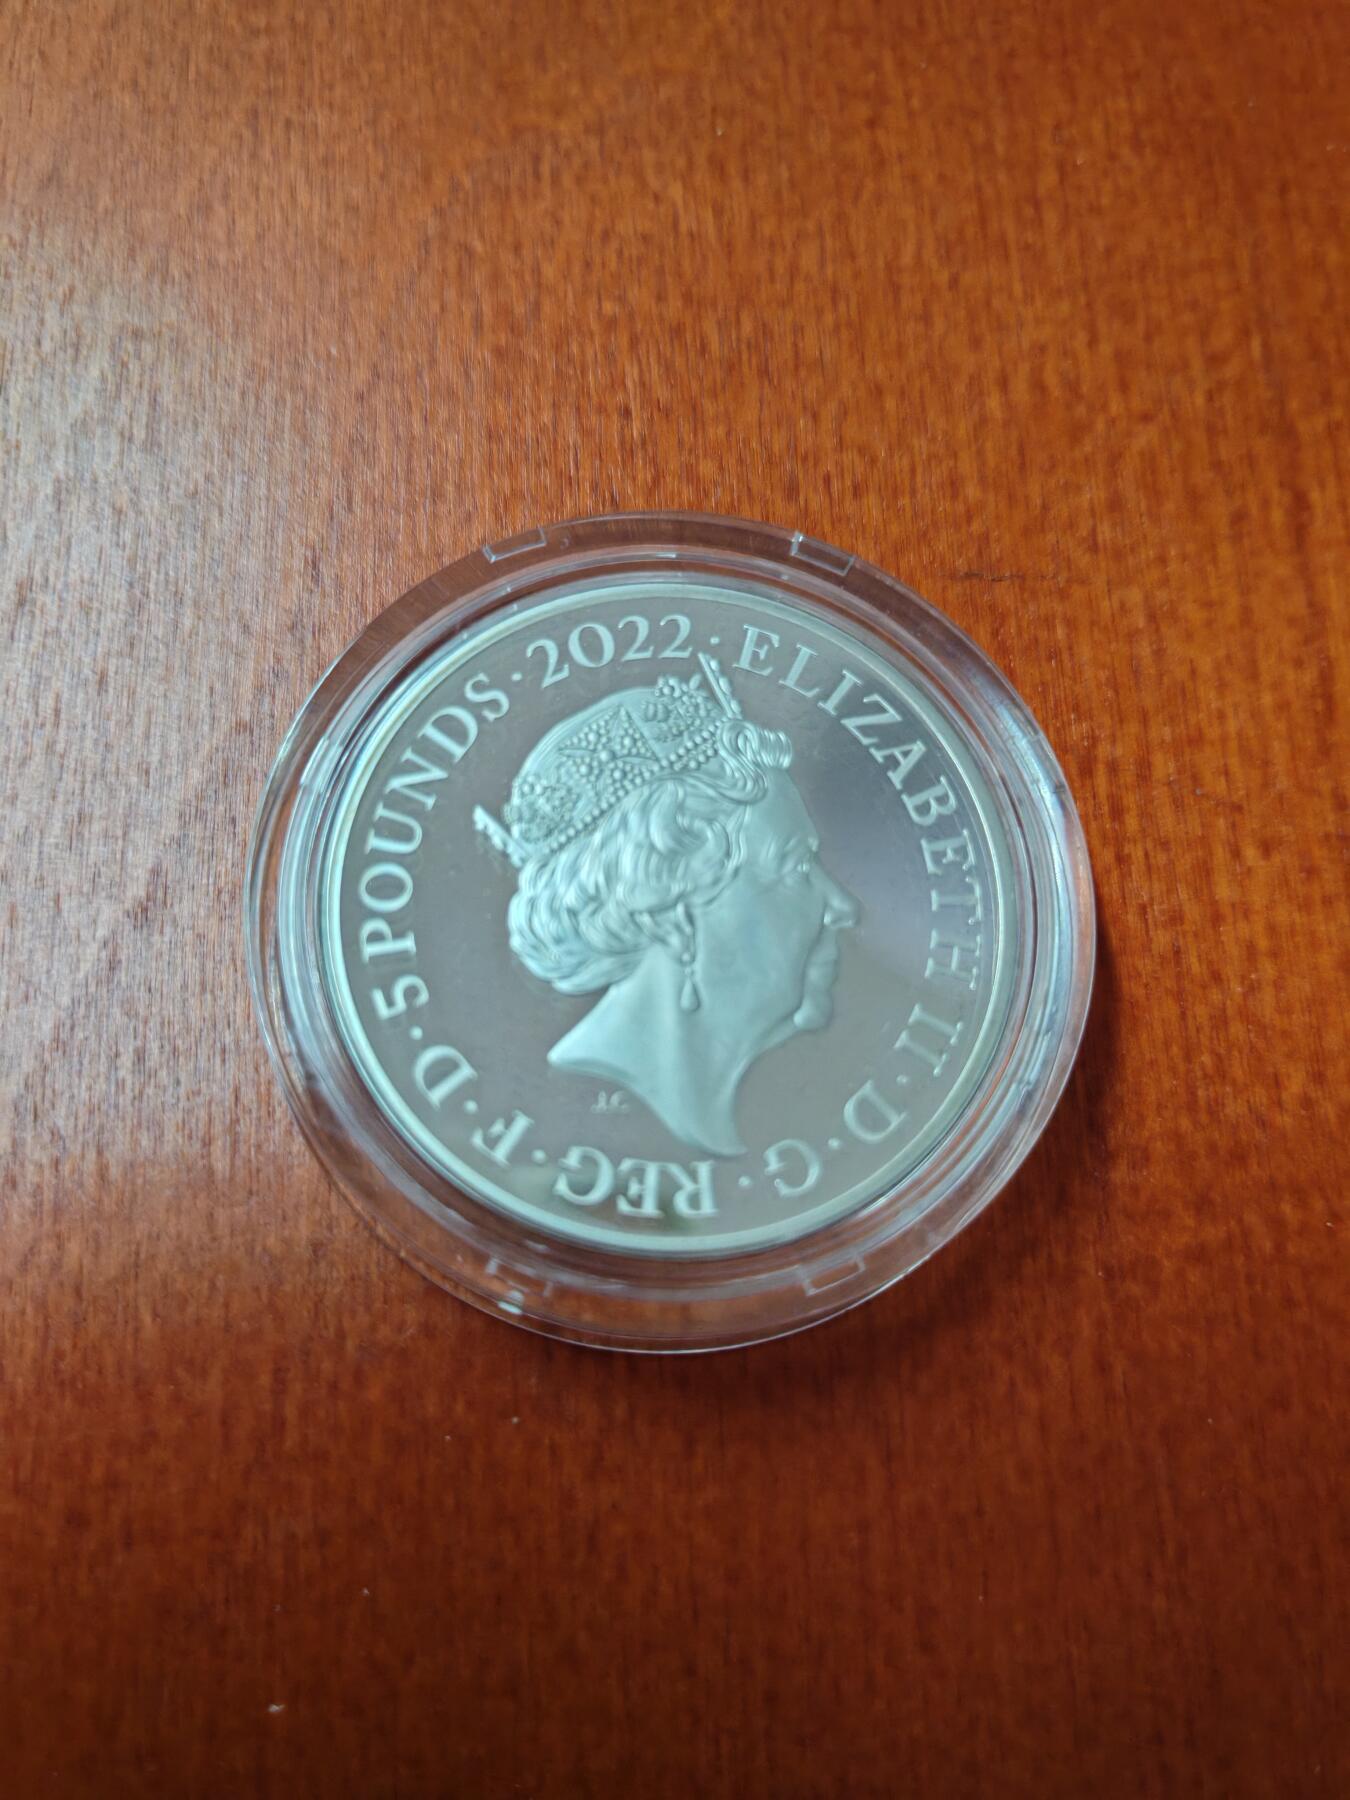 ELIZABETH II · D · G · REG · F · D · 5 POUNDS · 2022 ·
J.C.